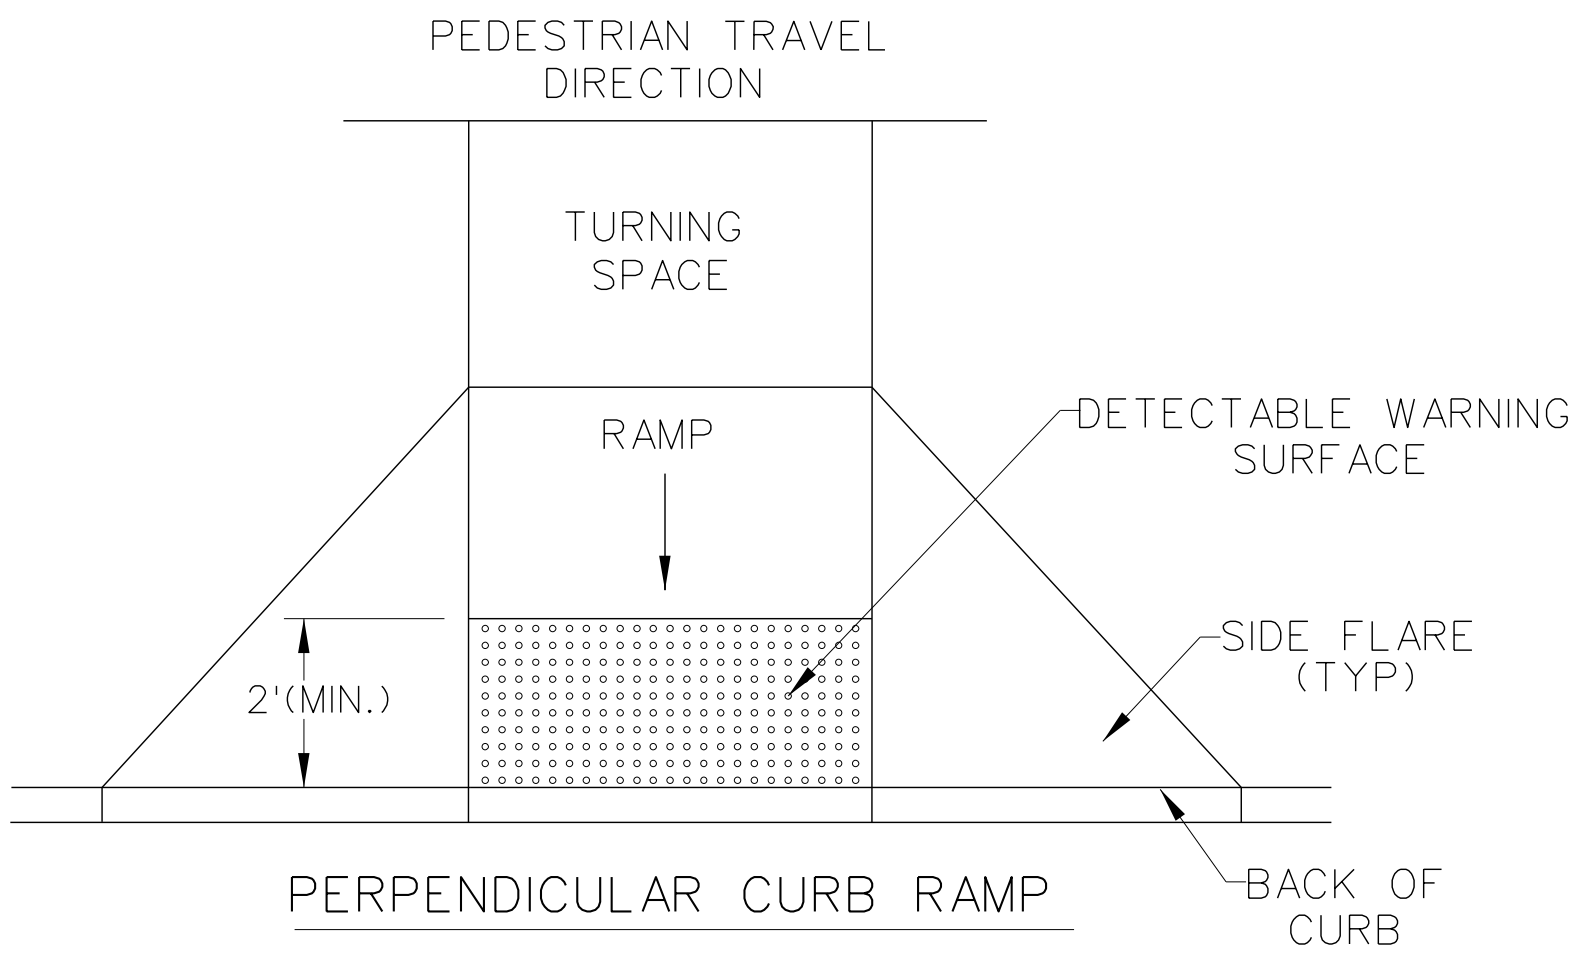 PEDESTRIAN TRAVEL
DIRECTION
TURNING
SPACE
RAMP
DETECTABLE WARNING
SURFACE
SIDE FLARE
(TYP)
2'(MIN.)
BACK OF
CURB
PERPENDICULAR CURB RAMP